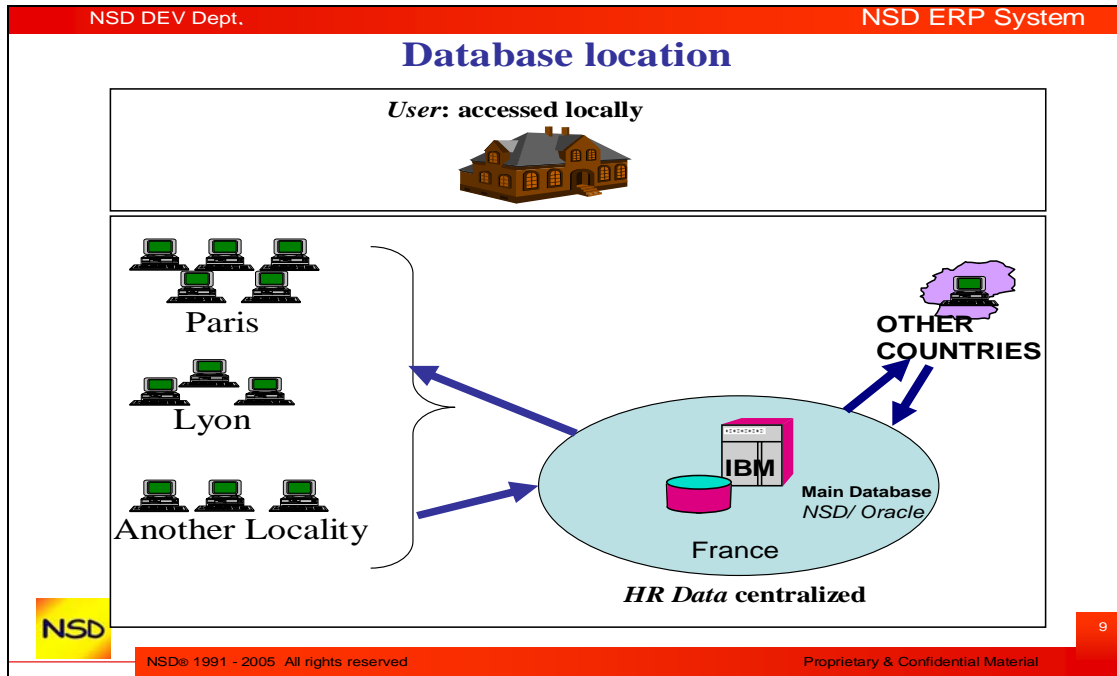 NSD DEV Dept.
NSD ERP System
Database location
User: accessed locally
Paris
Lyon
Another Locality
OTHER
COUNTRIES
IBM
Main Database
NSD/ Oracle
France
HR Data centralized
NSD
9
NSD® 1991 - 2005 All rights reserved
Proprietary & Confidential Material